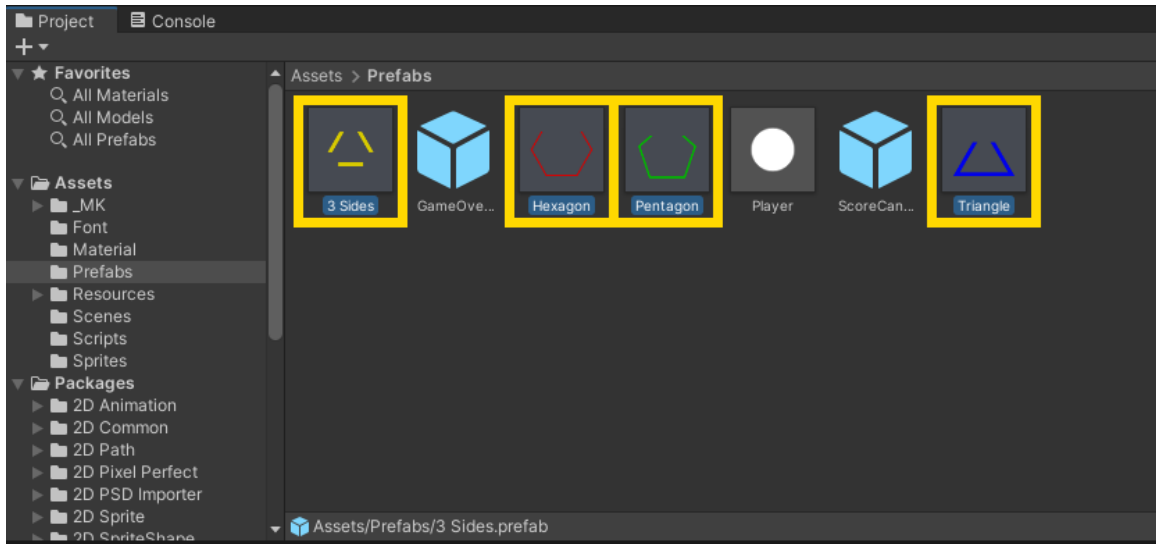 Project Console
Favorites
All Materials
All Models
All Prefabs
Assets
_MK
Font
Material
Prefabs
Resources
Scenes
Scripts
Sprites
Packages
2D Animation
2D Common
2D Path
2D Pixel Perfect
2D PSD Importer
2D Sprite
2D SpriteShape
Assets > Prefabs
3 Sides GameOve... Hexagon Pentagon Player ScoreCan... Triangle
Assets/Prefabs/3 Sides.prefab